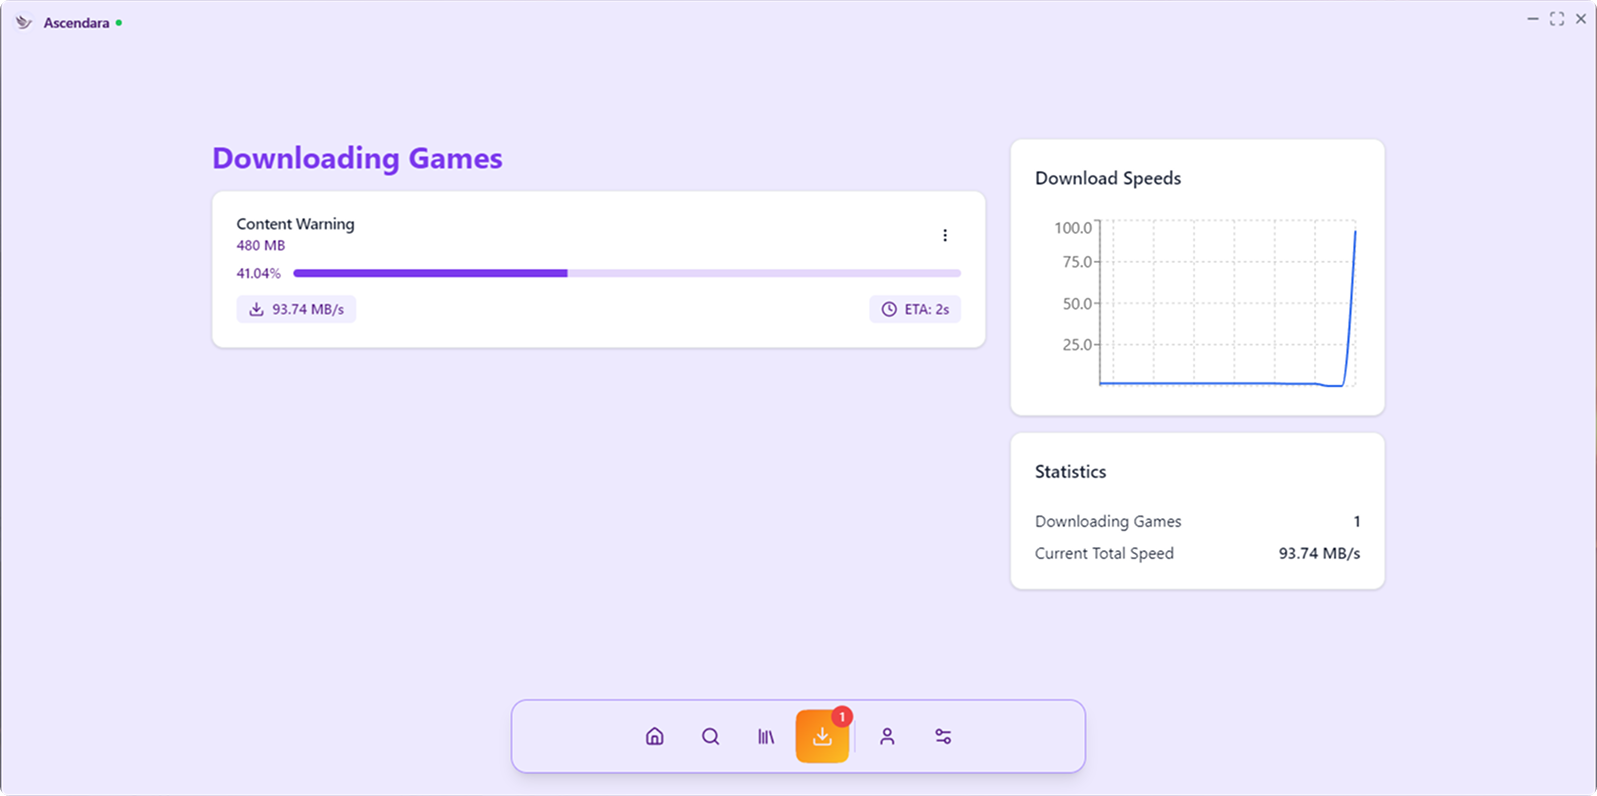 Ascendara
Downloading Games
Content Warning
480 MB
41.04%
93.74 MB/s
ETA: 2s
Download Speeds
100.0
75.0
50.0
25.0
Statistics
Downloading Games 1
Current Total Speed 93.74 MB/s
1